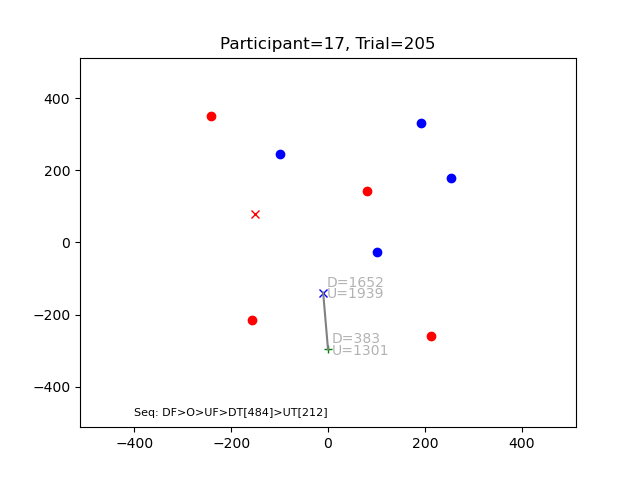 Participant=17, Trial=205
400
200
0
−200
−400
D=1652
U=1939
D=383
U=1301
Seq: DF>O>UF>DT[484]>UT[212]
−400 −200 0 200 400